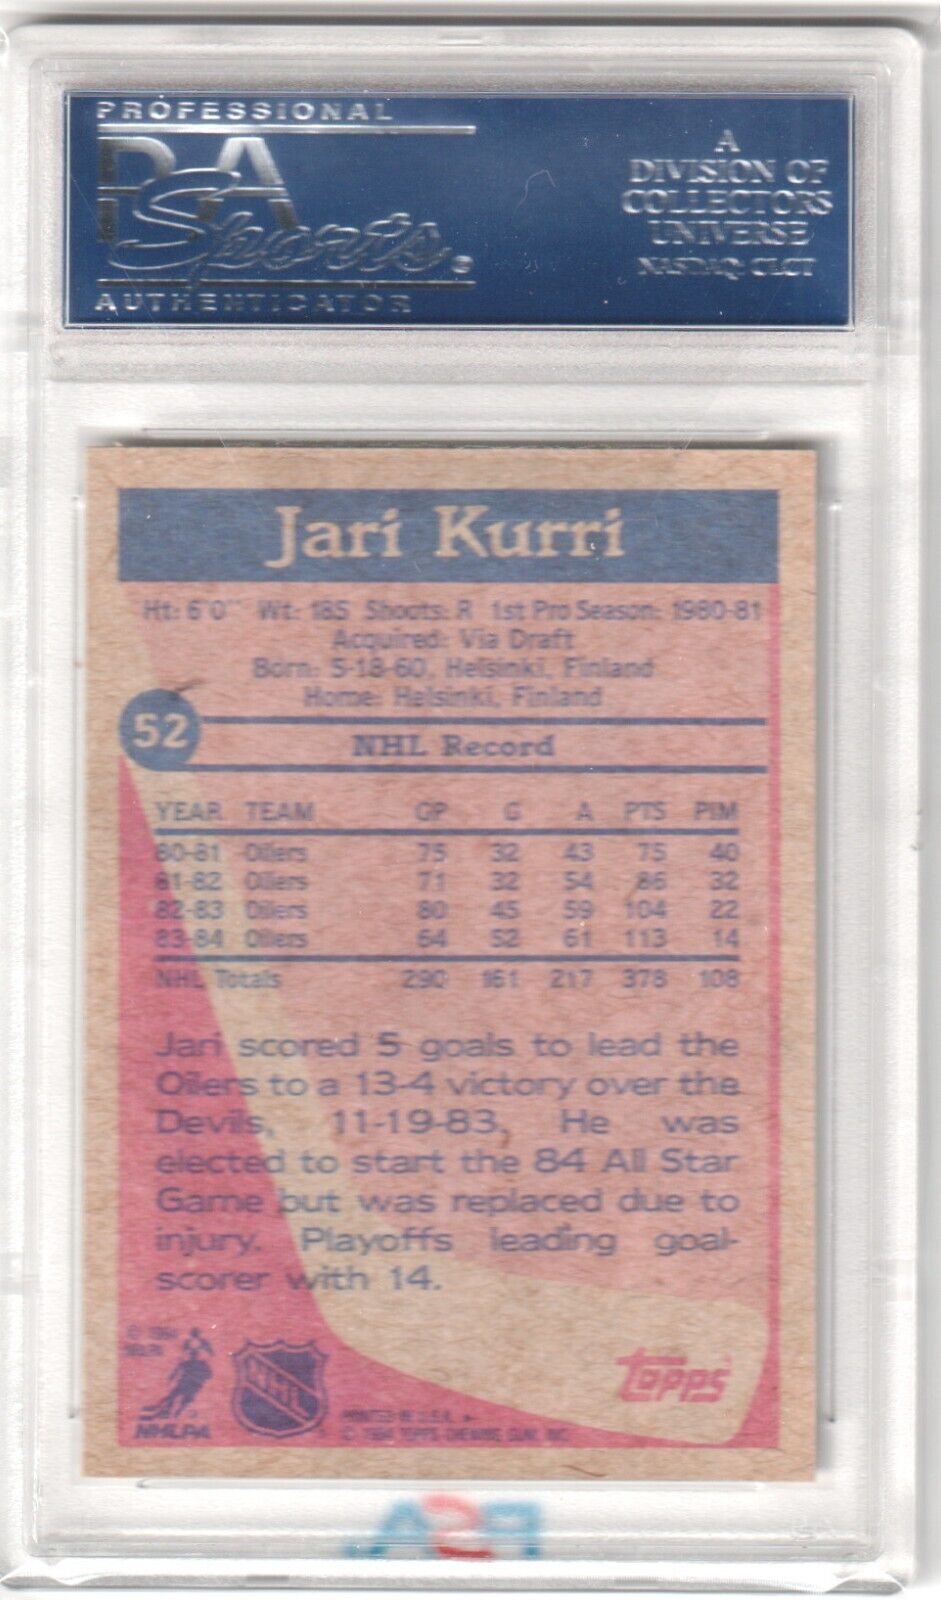 PROFESSIONAL
PSA
Sports
AUTHENTICATOR
A
DIVISION OF
COLLECTORS
UNIVERSE
NASDAQ: CLCT
Jari Kurri
Ht: 6'0" Wt: 185 Shoots: R 1st Pro Season: 1980-81
Acquired: Via Draft
Born: 5-18-60, Helsinki, Finland
Home: Helsinki, Finland
52
NHL Record
YEAR TEAM GP G A PTS PIM
80-81 Oilers 75 32 43 75 40
81-82 Oilers 71 32 54 86 32
82-83 Oilers 80 45 59 104 22
83-84 Oilers 64 52 61 113 14
NHL Totals 290 161 217 378 108
Jari scored 5 goals to lead the
Oilers to a 13-4 victory over the
Devils, 11-19-83. He was
elected to start the 84 All Star
Game but was replaced due to
injury. Playoffs leading goal-
scorer with 14.
© 1984
NHLPA
NHLPA
NHL
topps
PRINTED IN U.S.A.
© 1984 TOPPS CHEWING GUM, INC.
PSA